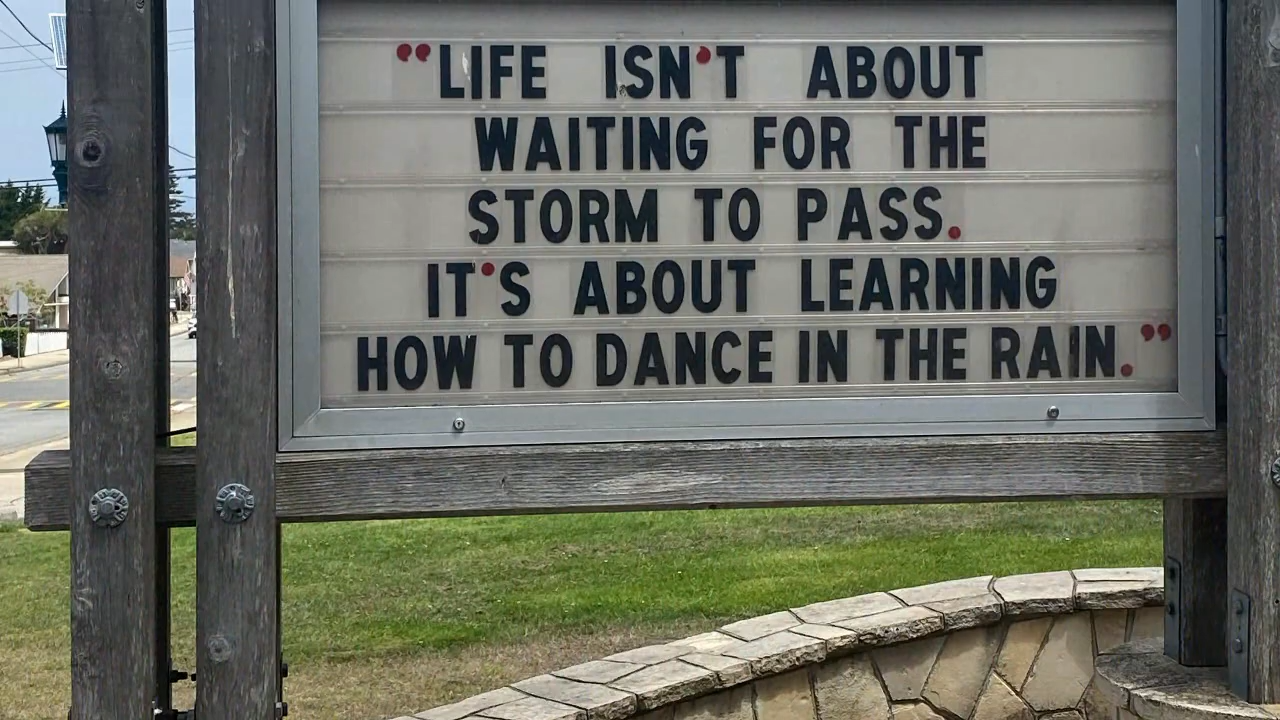 "LIFE ISN'T ABOUT
WAITING FOR THE
STORM TO PASS.
IT'S ABOUT LEARNING
HOW TO DANCE IN THE RAIN."